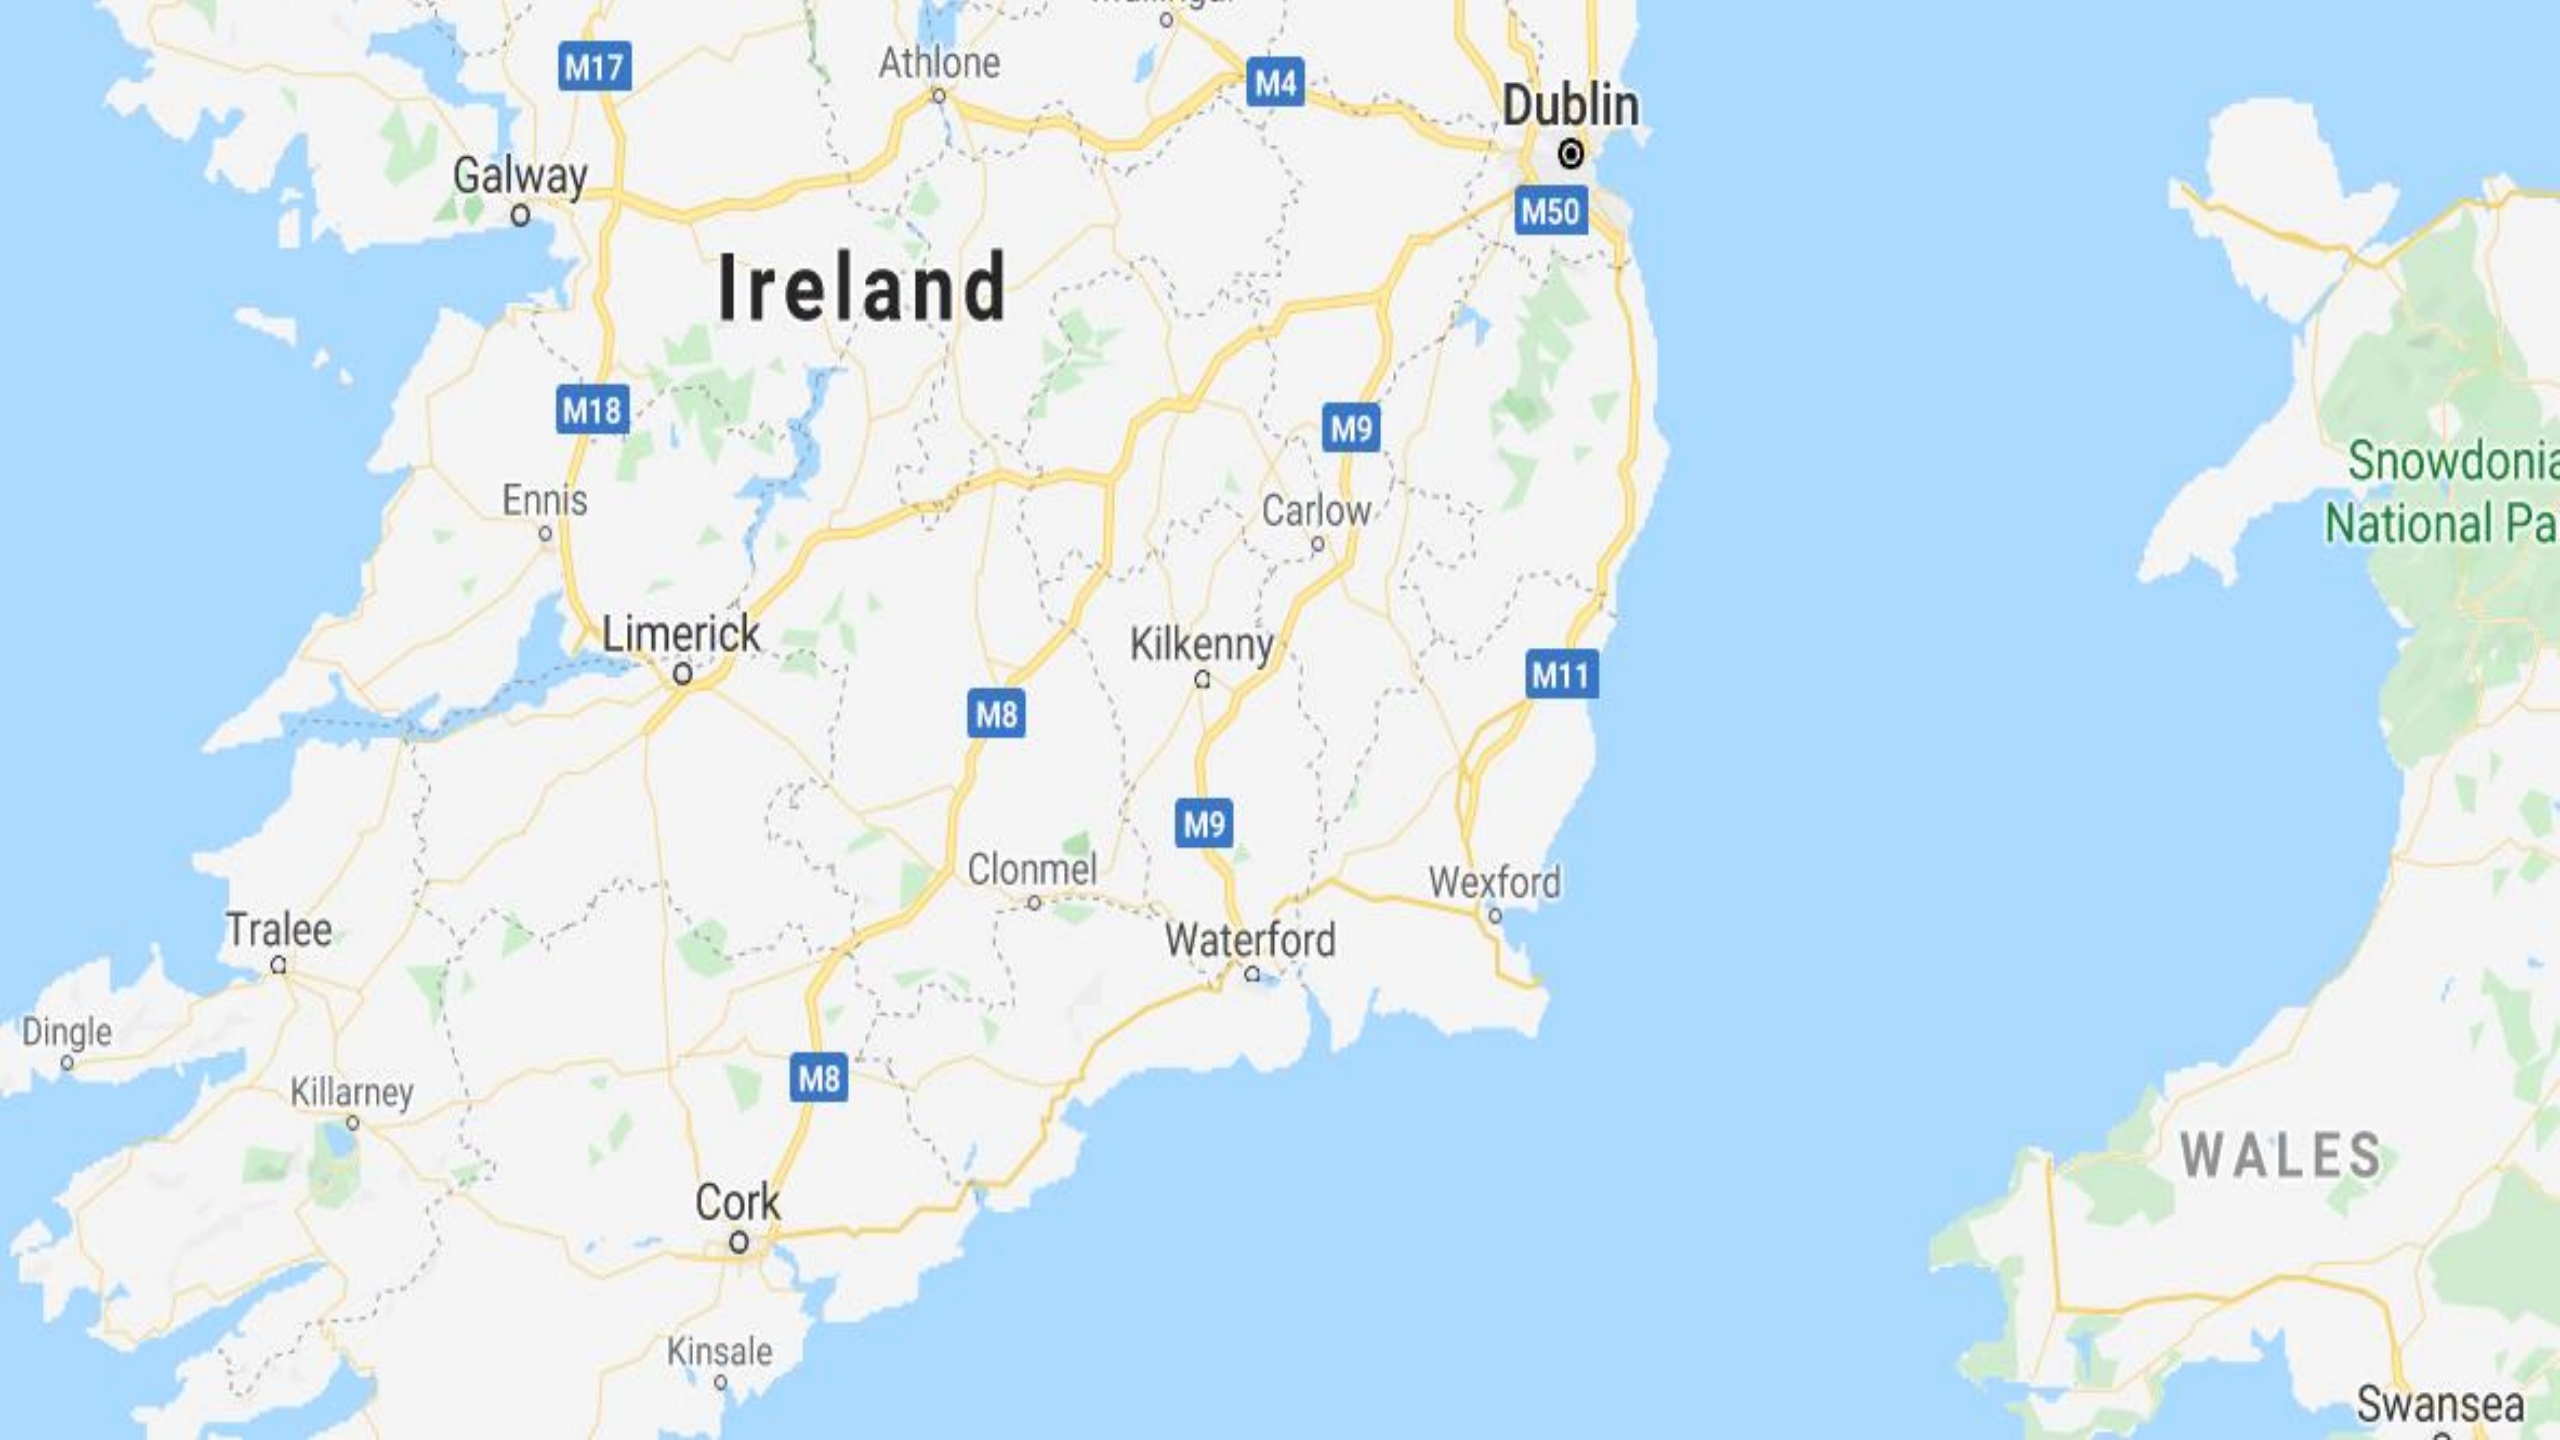 M17
Athlone
M4
Dublin
Galway
M50
Ireland
M18
M9
Snowdonia
National Pa
Ennis
Carlow
Limerick
Kilkenny
M11
M8
M9
Clonmel
Wexford
Tralee
Waterford
Dingle
Killarney
M8
WALES
Cork
Kinsale
Swansea